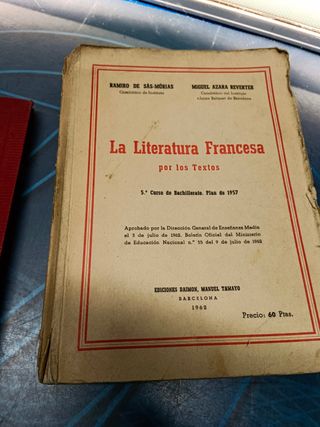 RAMIRO DE SÁS-MÚRIAS
Catedrático de Instituto
MIGUEL AZARA REVERTER
Catedrático del Instituto
«Jaime Balmes» de Barcelona
La Literatura Francesa
por los Textos
5.º Curso de Bachillerato. Plan de 1957
Aprobado por la Dirección General de Enseñanza Media
el 3 de julio de 1962. Boletín Oficial del Ministerio
de Educación Nacional n.º 55 del 9 de julio de 1962
EDICIONES DAIMON, MANUEL TAMAYO
BARCELONA
1962
Precio: 60 Ptas.